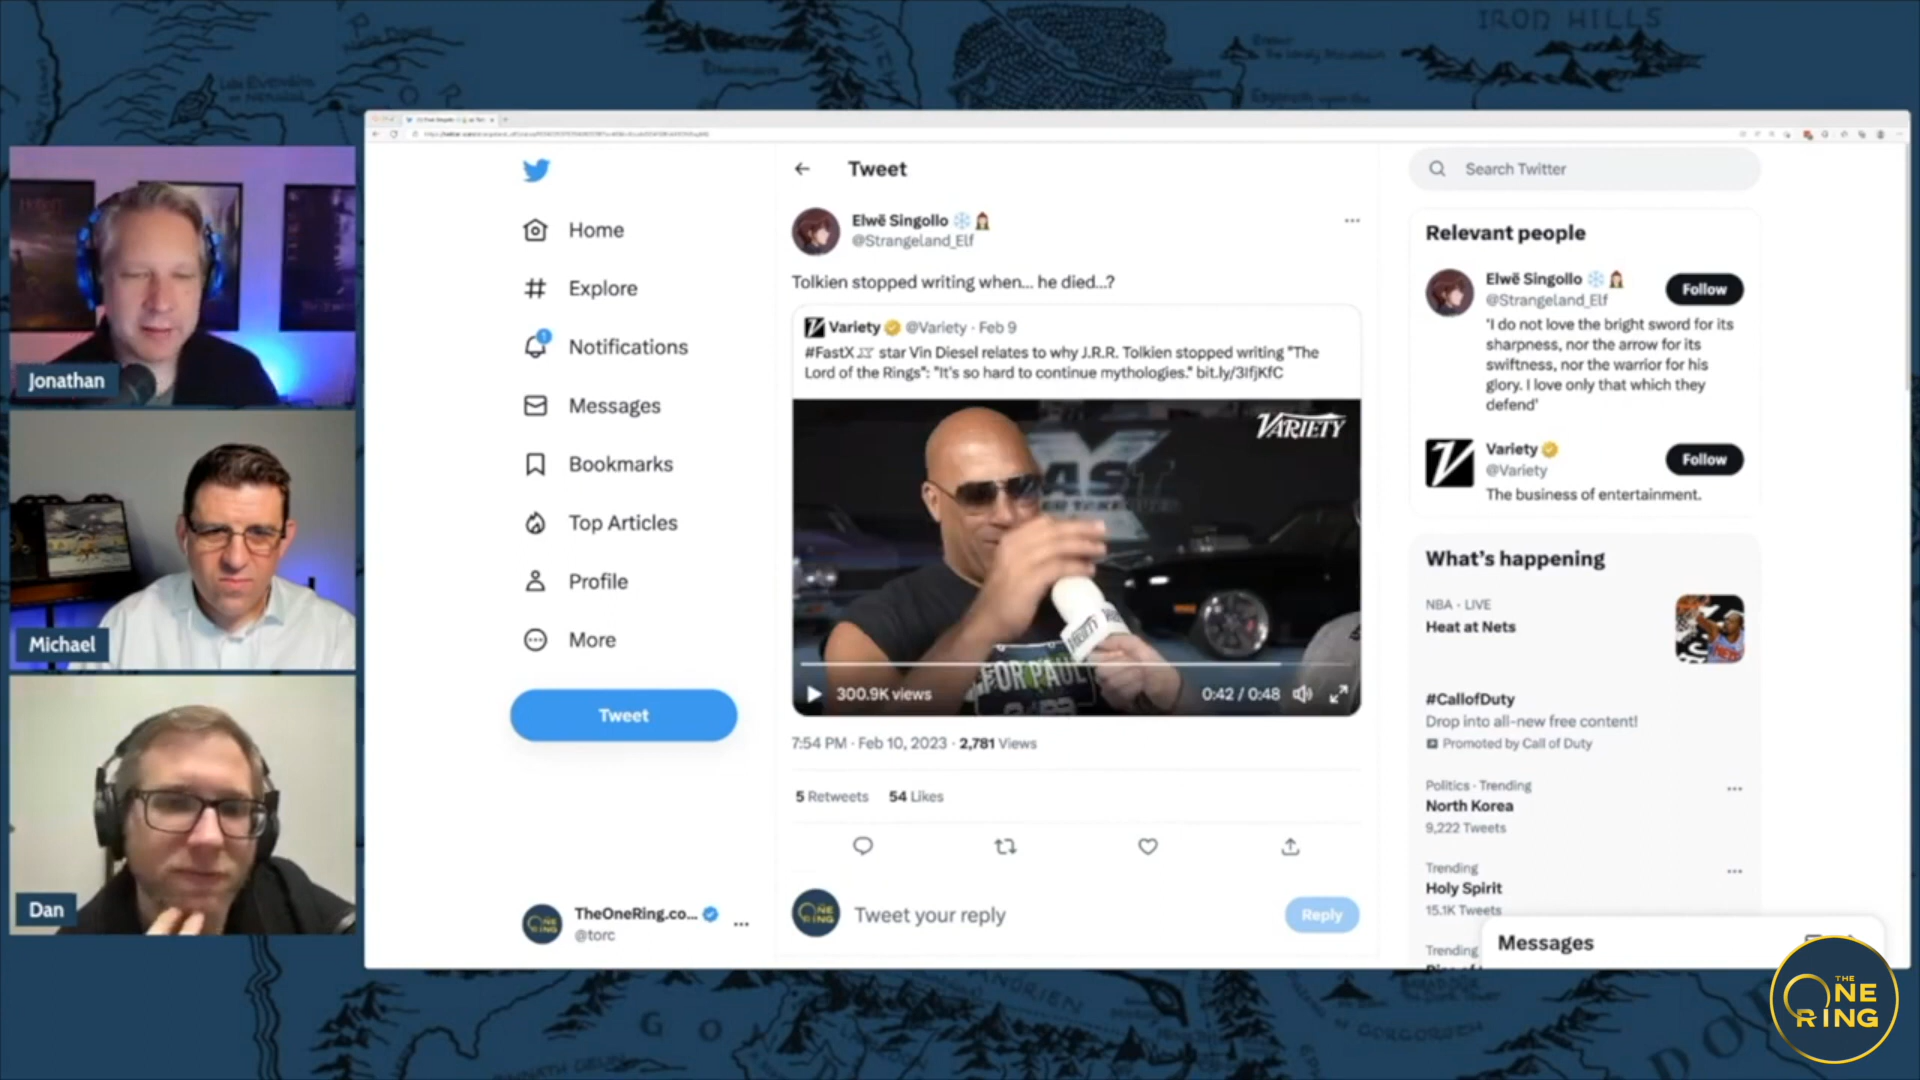 IRON HILLS
Jonathan
Michael
Dan
Home
Explore
1
Notifications
Messages
Bookmarks
Top Articles
Profile
More
Tweet
TheOneRing.co...
@torc
Tweet
Elwë Singollo
@Strangeland_Elf
Tolkien stopped writing when... he died...?
Variety @Variety · Feb 9
#FastX star Vin Diesel relates to why J.R.R. Tolkien stopped writing "The
Lord of the Rings": "It's so hard to continue mythologies." bit.ly/3IfjKfC
VARIETY
FAST
X
VARIETY
FOR PAUL
300.9K views
0:42 / 0:48
7:54 PM · Feb 10, 2023 · 2,781 Views
5 Retweets 54 Likes
ONE
RING
Tweet your reply
Reply
Search Twitter
Relevant people
Elwë Singollo
@Strangeland_Elf
Follow
'I do not love the bright sword for its
sharpness, nor the arrow for its
swiftness, nor the warrior for his
glory. I love only that which they
defend'
Variety
@Variety
Follow
The business of entertainment.
What's happening
NBA · LIVE
Heat at Nets
#CallofDuty
Drop into all-new free content!
Promoted by Call of Duty
Politics · Trending
North Korea
9,222 Tweets
Trending
Holy Spirit
15.1K Tweets
Trending
Messages
THE
ONE
RING